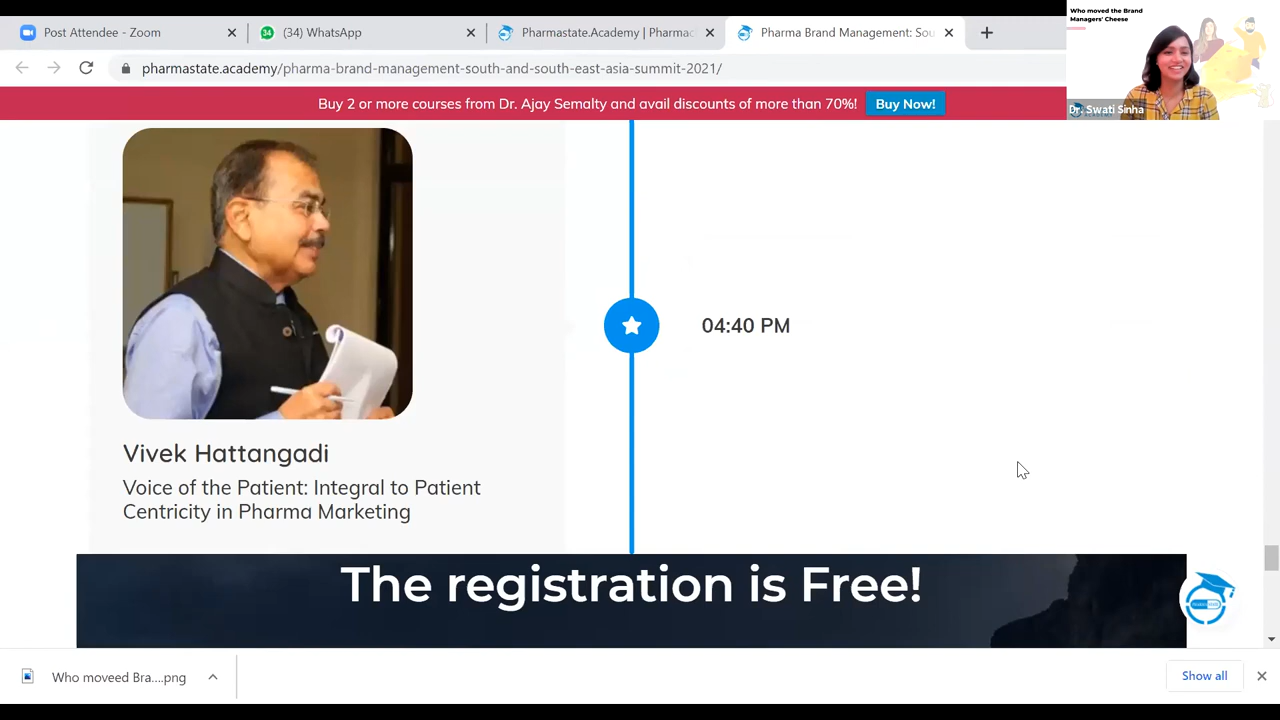 Post Attendee - Zoom
(34) WhatsApp
Pharmastate.Academy | Pharmac
Pharma Brand Management: Sou
Who moved the Brand
Managers' Cheese
pharmastate.academy/pharma-brand-management-south-and-south-east-asia-summit-2021/
Buy 2 or more courses from Dr. Ajay Semalty and avail discounts of more than 70%!
Buy Now!
Dr. Swati Sinha
04:40 PM
Vivek Hattangadi
Voice of the Patient: Integral to Patient
Centricity in Pharma Marketing
The registration is Free!
Who moveed Bra....png
Show all